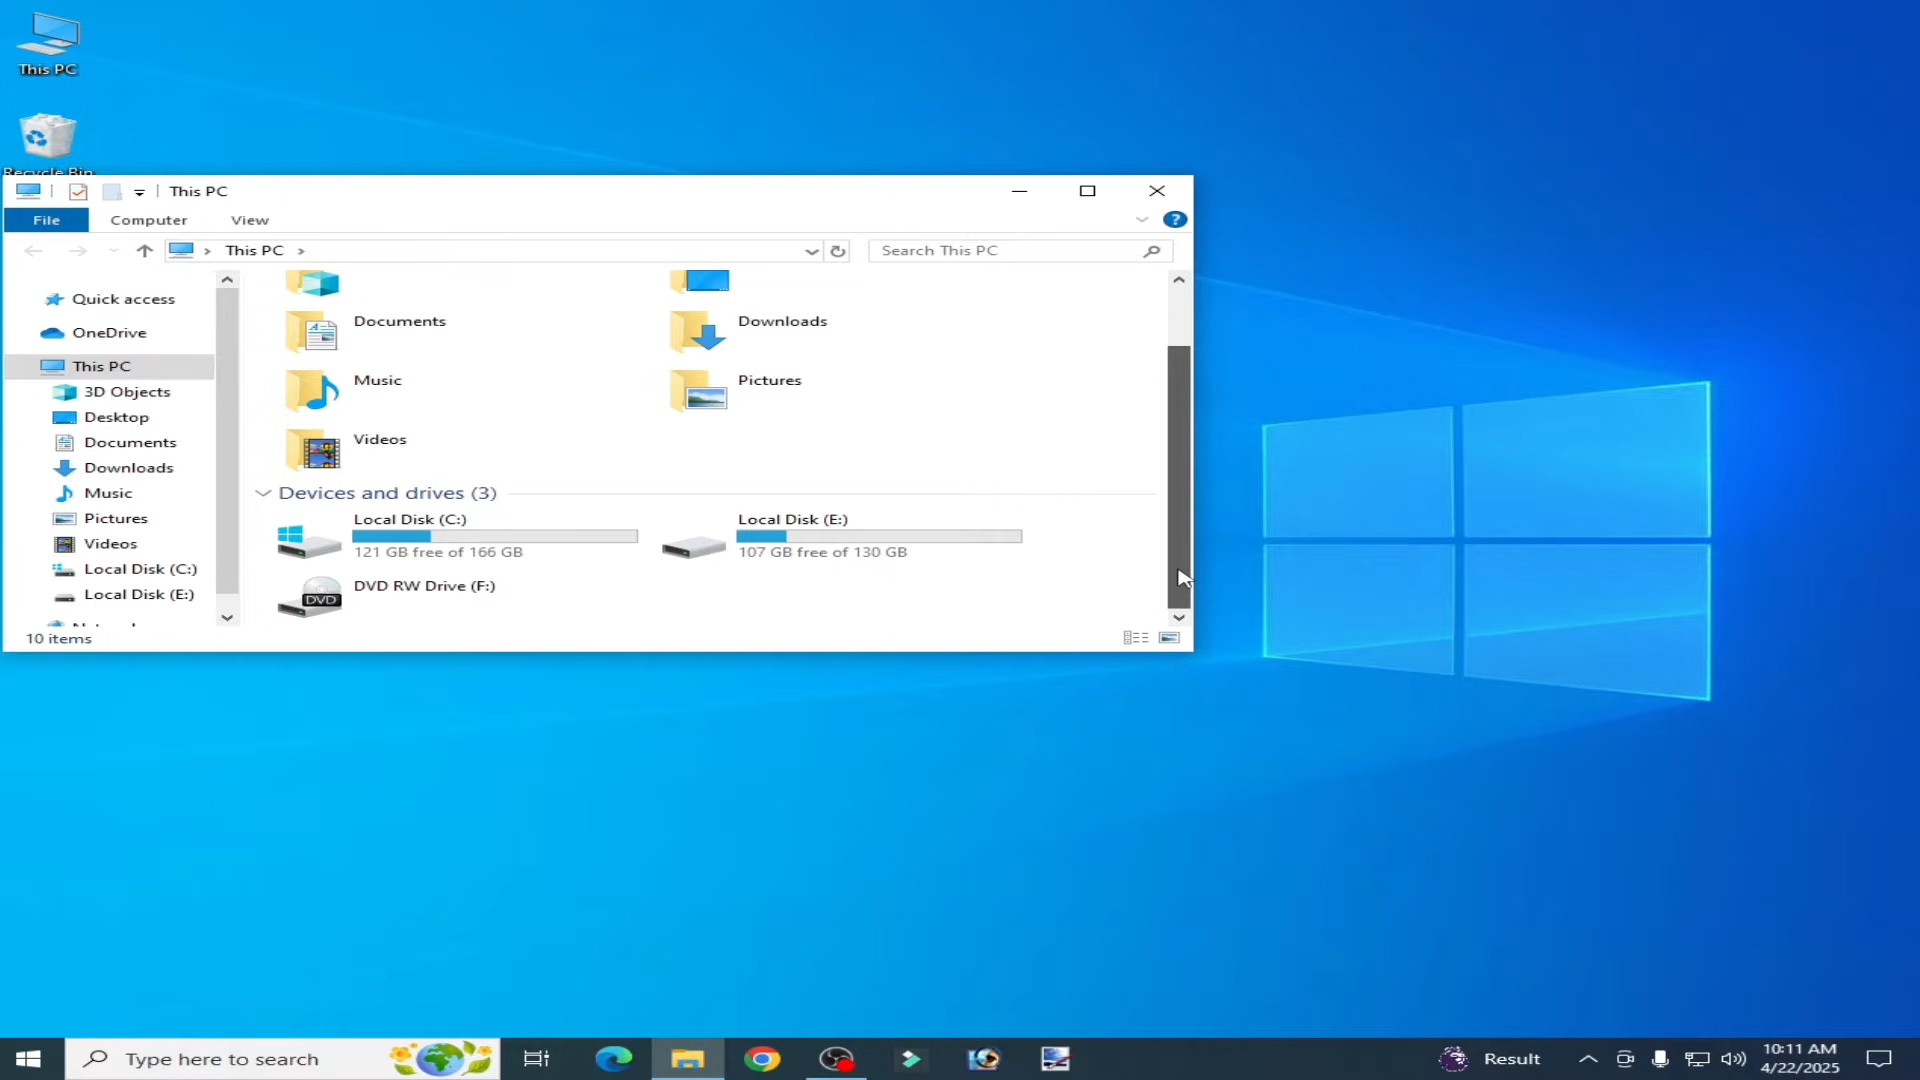 This PC
Recycle Bin
This PC
File Computer View
This PC
Search This PC
Quick access
OneDrive
This PC
3D Objects
Desktop
Documents
Downloads
Music
Pictures
Videos
Local Disk (C:)
Local Disk (E:)
Documents
Downloads
Music
Pictures
Videos
Devices and drives (3)
Local Disk (C:)
121 GB free of 166 GB
Local Disk (E:)
107 GB free of 130 GB
DVD
DVD RW Drive (F:)
10 items
Type here to search
Result
10:11 AM
4/22/2025